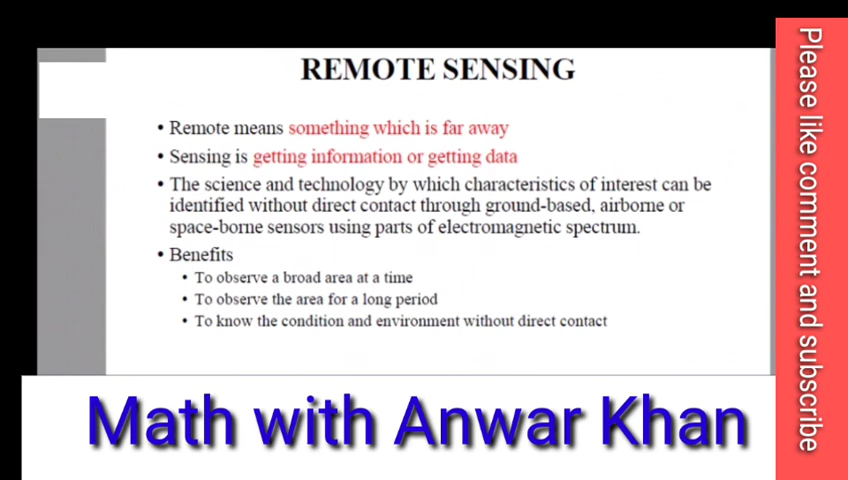 REMOTE SENSING
• Remote means something which is far away
• Sensing is getting information or getting data
• The science and technology by which characteristics of interest can be
identified without direct contact through ground-based, airborne or
space-borne sensors using parts of electromagnetic spectrum.
• Benefits
• To observe a broad area at a time
• To observe the area for a long period
• To know the condition and environment without direct contact
Math with Anwar Khan
Please like comment and subscribe